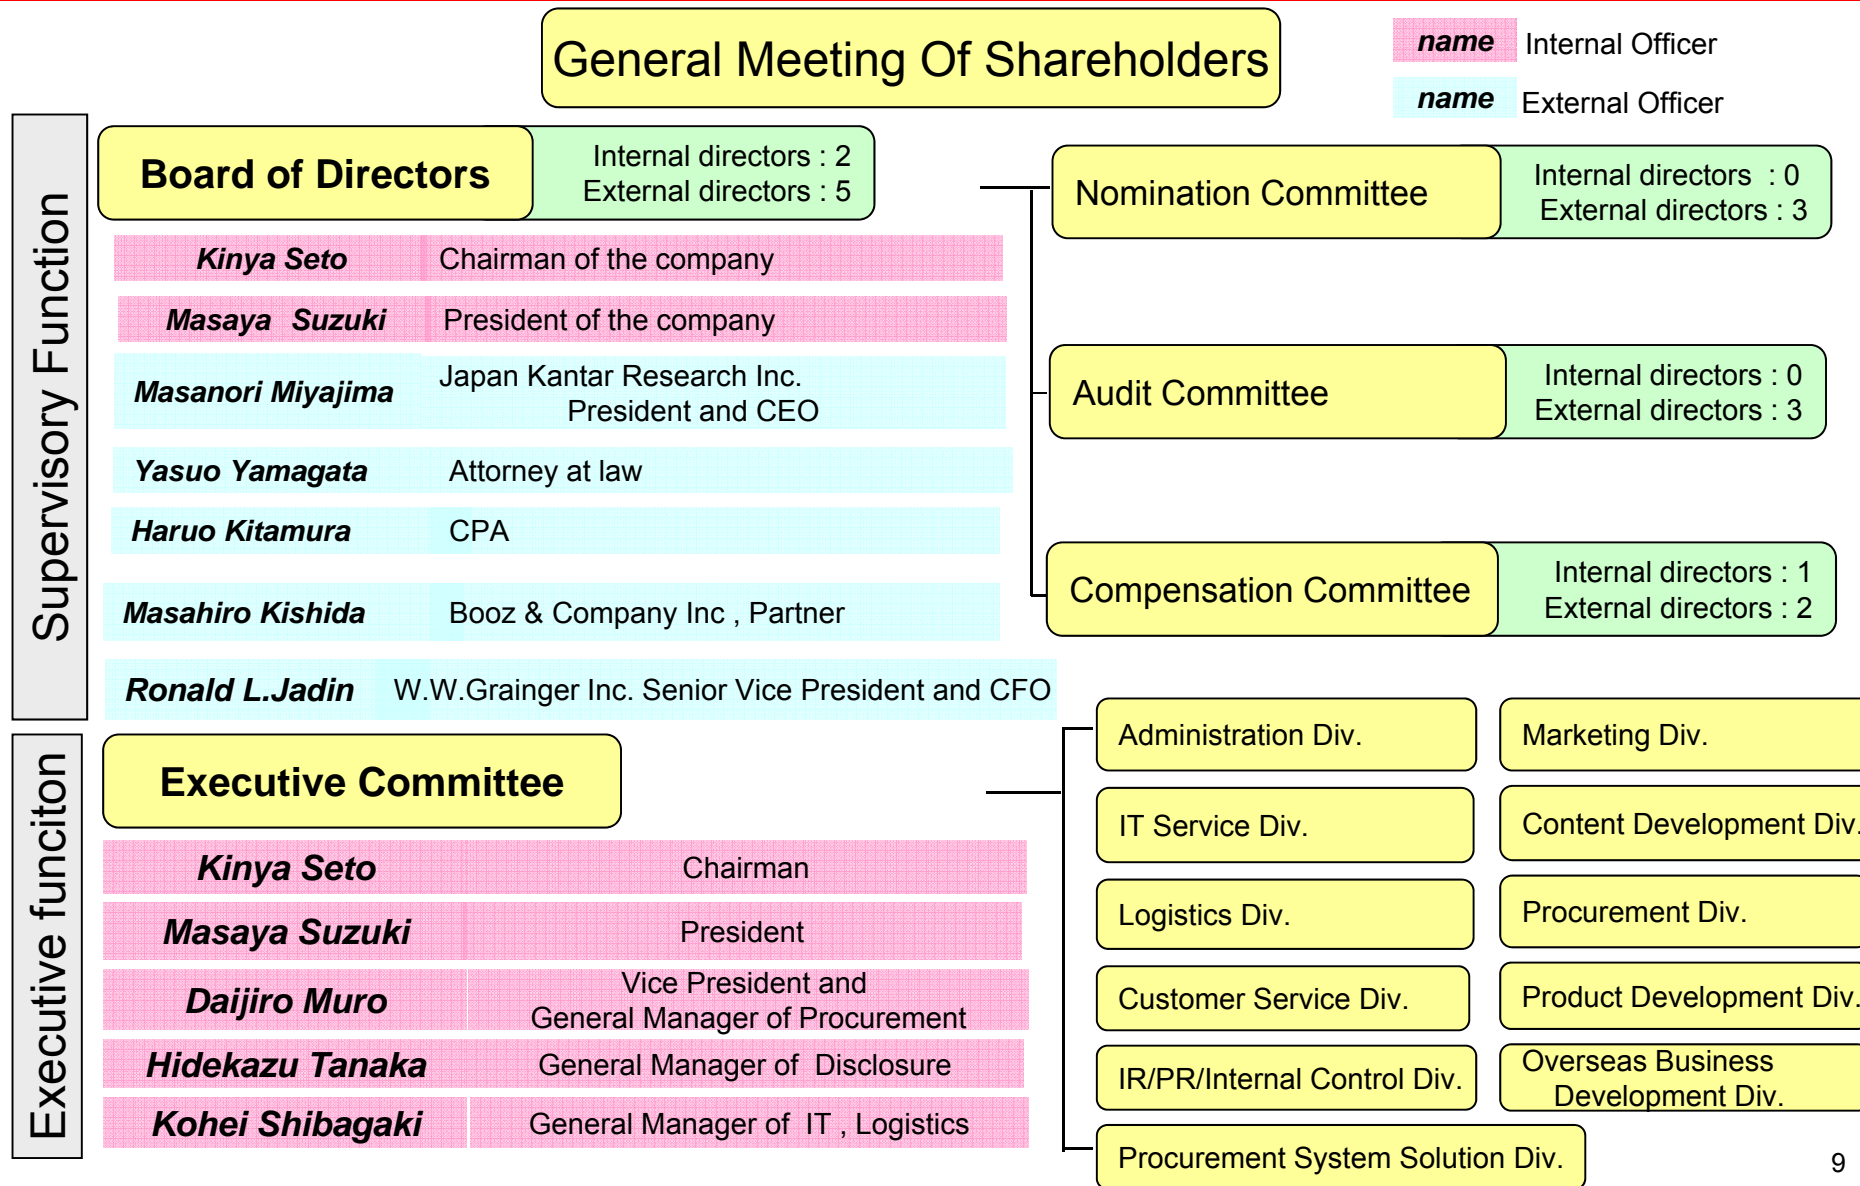 General Meeting Of Shareholders
name Internal Officer
name External Officer
Supervisory Function
Board of Directors
Internal directors : 2
External directors : 5
Kinya Seto Chairman of the company
Masaya Suzuki President of the company
Masanori Miyajima
Japan Kantar Research Inc.
President and CEO
Yasuo Yamagata Attorney at law
Haruo Kitamura CPA
Masahiro Kishida Booz & Company Inc , Partner
Ronald L.Jadin W.W.Grainger Inc. Senior Vice President and CFO
Nomination Committee
Internal directors : 0
External directors : 3
Audit Committee
Internal directors : 0
External directors : 3
Compensation Committee
Internal directors : 1
External directors : 2
Executive funciton
Executive Committee
Kinya Seto Chairman
Masaya Suzuki President
Daijiro Muro
Vice President and
General Manager of Procurement
Hidekazu Tanaka General Manager of Disclosure
Kohei Shibagaki General Manager of IT , Logistics
Administration Div.
Marketing Div.
IT Service Div.
Content Development Div.
Logistics Div.
Procurement Div.
Customer Service Div.
Product Development Div.
IR/PR/Internal Control Div.
Overseas Business
Development Div.
Procurement System Solution Div.
9